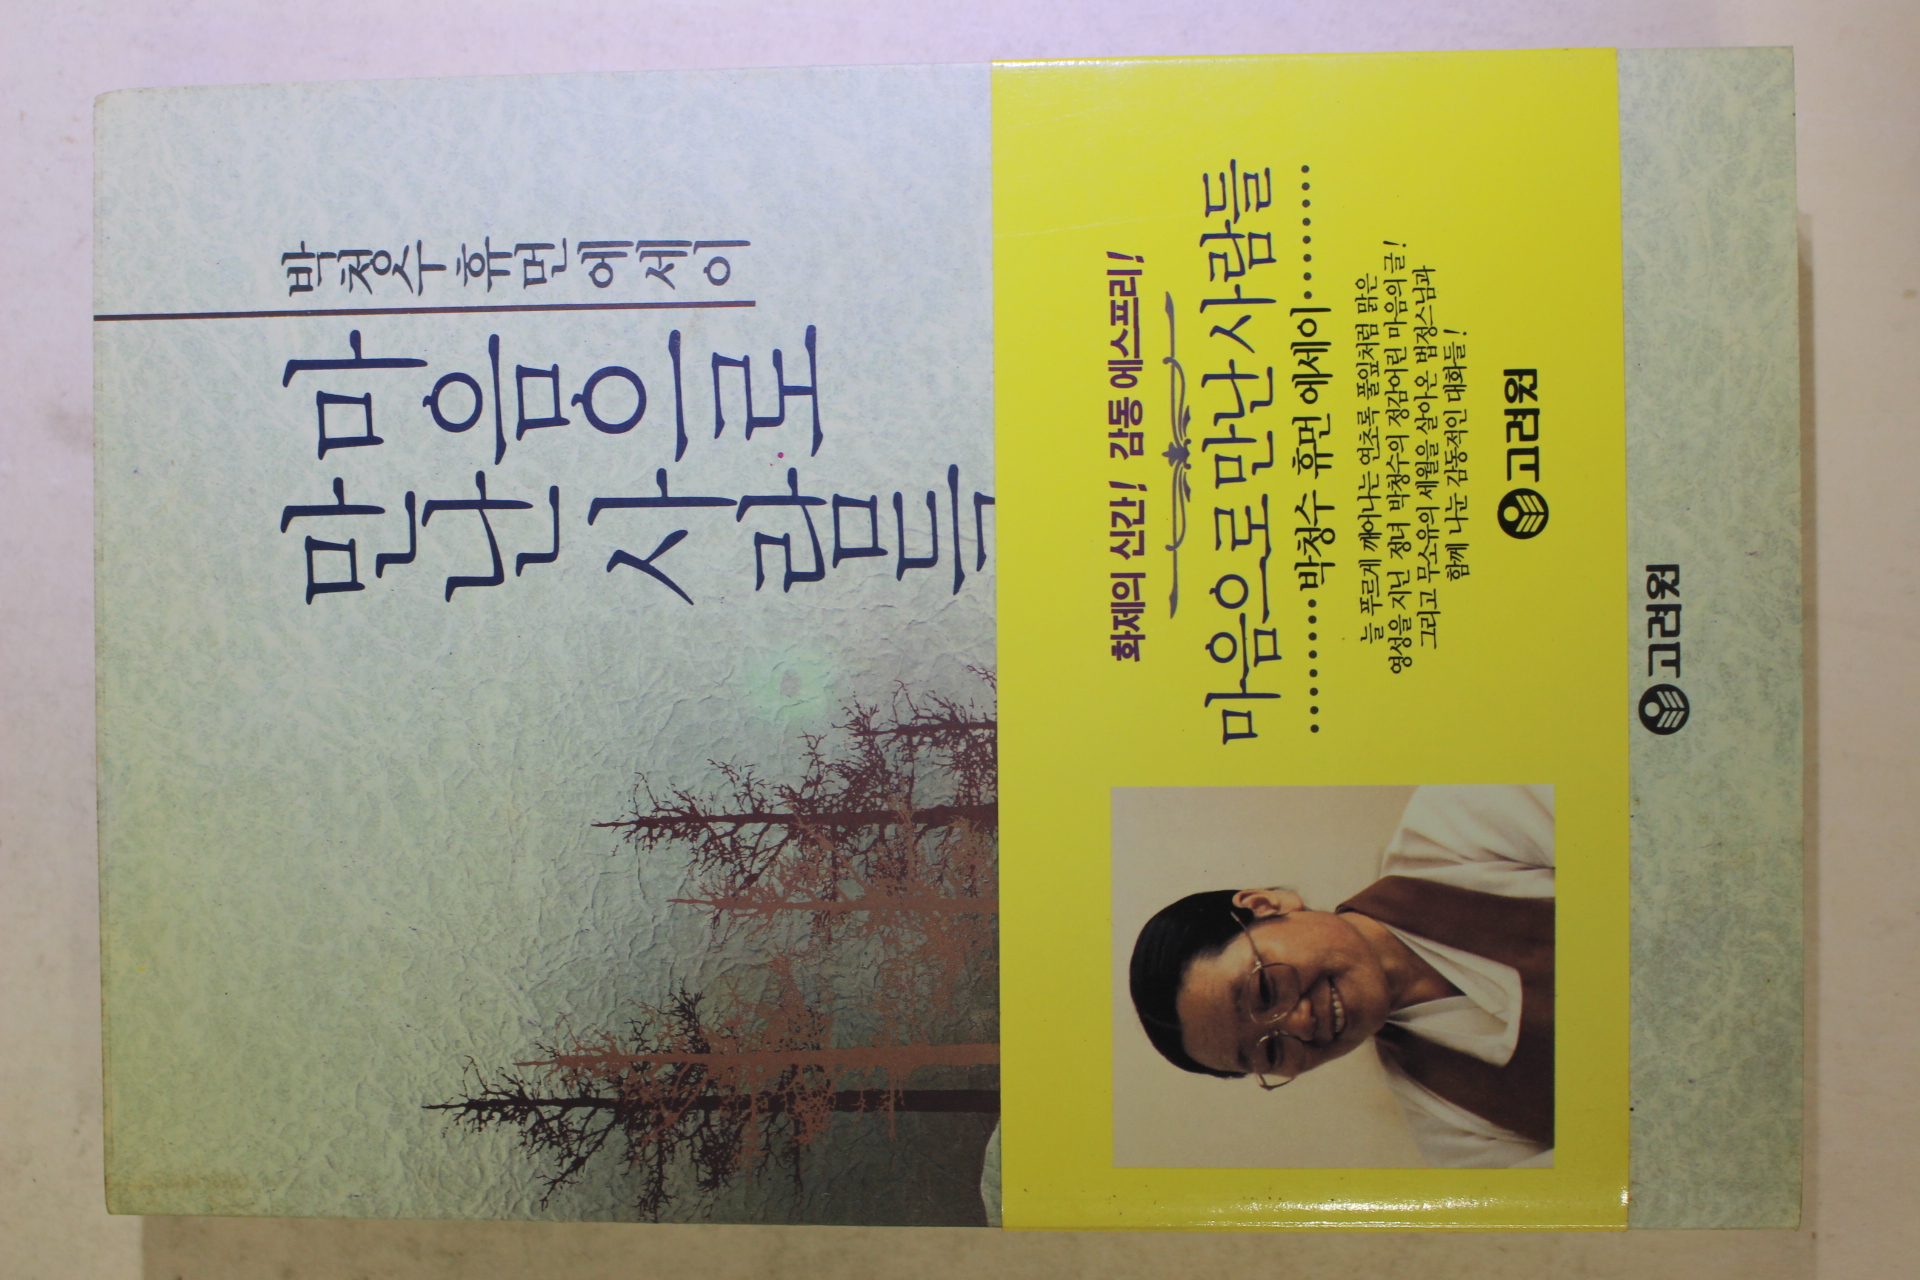 박청수 휴먼에세이
마음으로
만난 사람들
화제의 신간! 감동 에스프리!
마음으로 만난 사람들
········박청수 휴먼 에세이········
늘 푸르게 깨어나는 연초록 풀잎처럼 맑은
영성을 지닌 정녀 박청수의 정감어린 마음의 글!
그리고 무소유의 세월을 살아온 법정스님과
함께 나눈 감동적인 대화들!
고려원
고려원